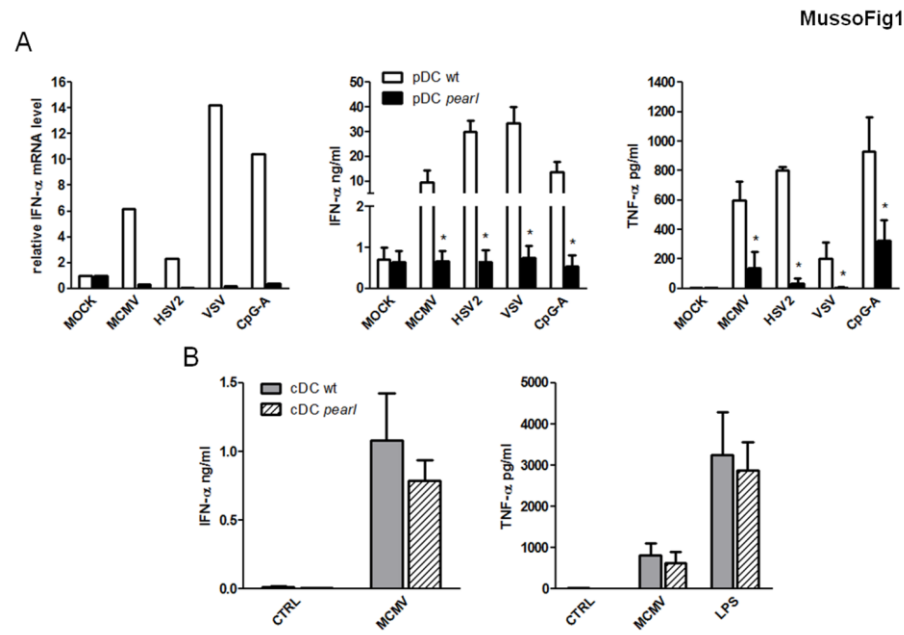 MussoFig1
A
relative IFN-α mRNA level
16
14
12
10
8
6
4
2
0
MOCK
MCMV
HSV2
VSV
CpG-A
IFN-α ng/ml
50
40
30
20
10
2
1
0
pDC wt
pDC pearl
*
*
*
*
MOCK
MCMV
HSV2
VSV
CpG-A
TNF-α pg/ml
1400
1200
1000
800
600
400
200
0
*
*
*
*
MOCK
MCMV
HSV2
VSV
CpG-A
B
IFN-α ng/ml
1.5
1.0
0.5
0.0
cDC wt
cDC pearl
CTRL
MCMV
TNF-α pg/ml
5000
4000
3000
2000
1000
0
CTRL
MCMV
LPS